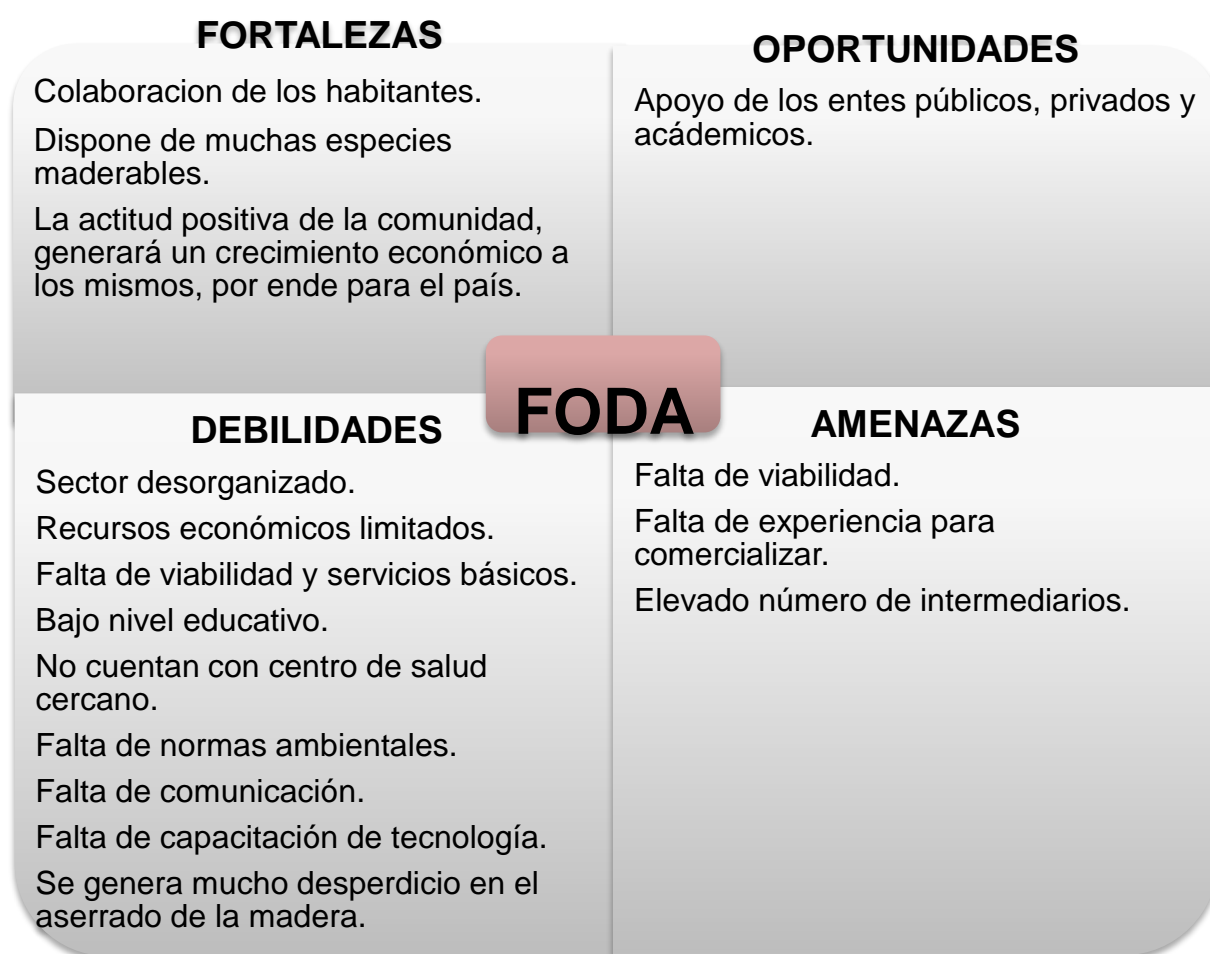 FORTALEZAS
Colaboracion de los habitantes.
Dispone de muchas especies
maderables.
La actitud positiva de la comunidad,
generará un crecimiento económico a
los mismos, por ende para el país.
OPORTUNIDADES
Apoyo de los entes públicos, privados y
acádemicos.
FODA
DEBILIDADES
Sector desorganizado.
Recursos económicos limitados.
Falta de viabilidad y servicios básicos.
Bajo nivel educativo.
No cuentan con centro de salud
cercano.
Falta de normas ambientales.
Falta de comunicación.
Falta de capacitación de tecnología.
Se genera mucho desperdicio en el
aserrado de la madera.
AMENAZAS
Falta de viabilidad.
Falta de experiencia para
comercializar.
Elevado número de intermediarios.